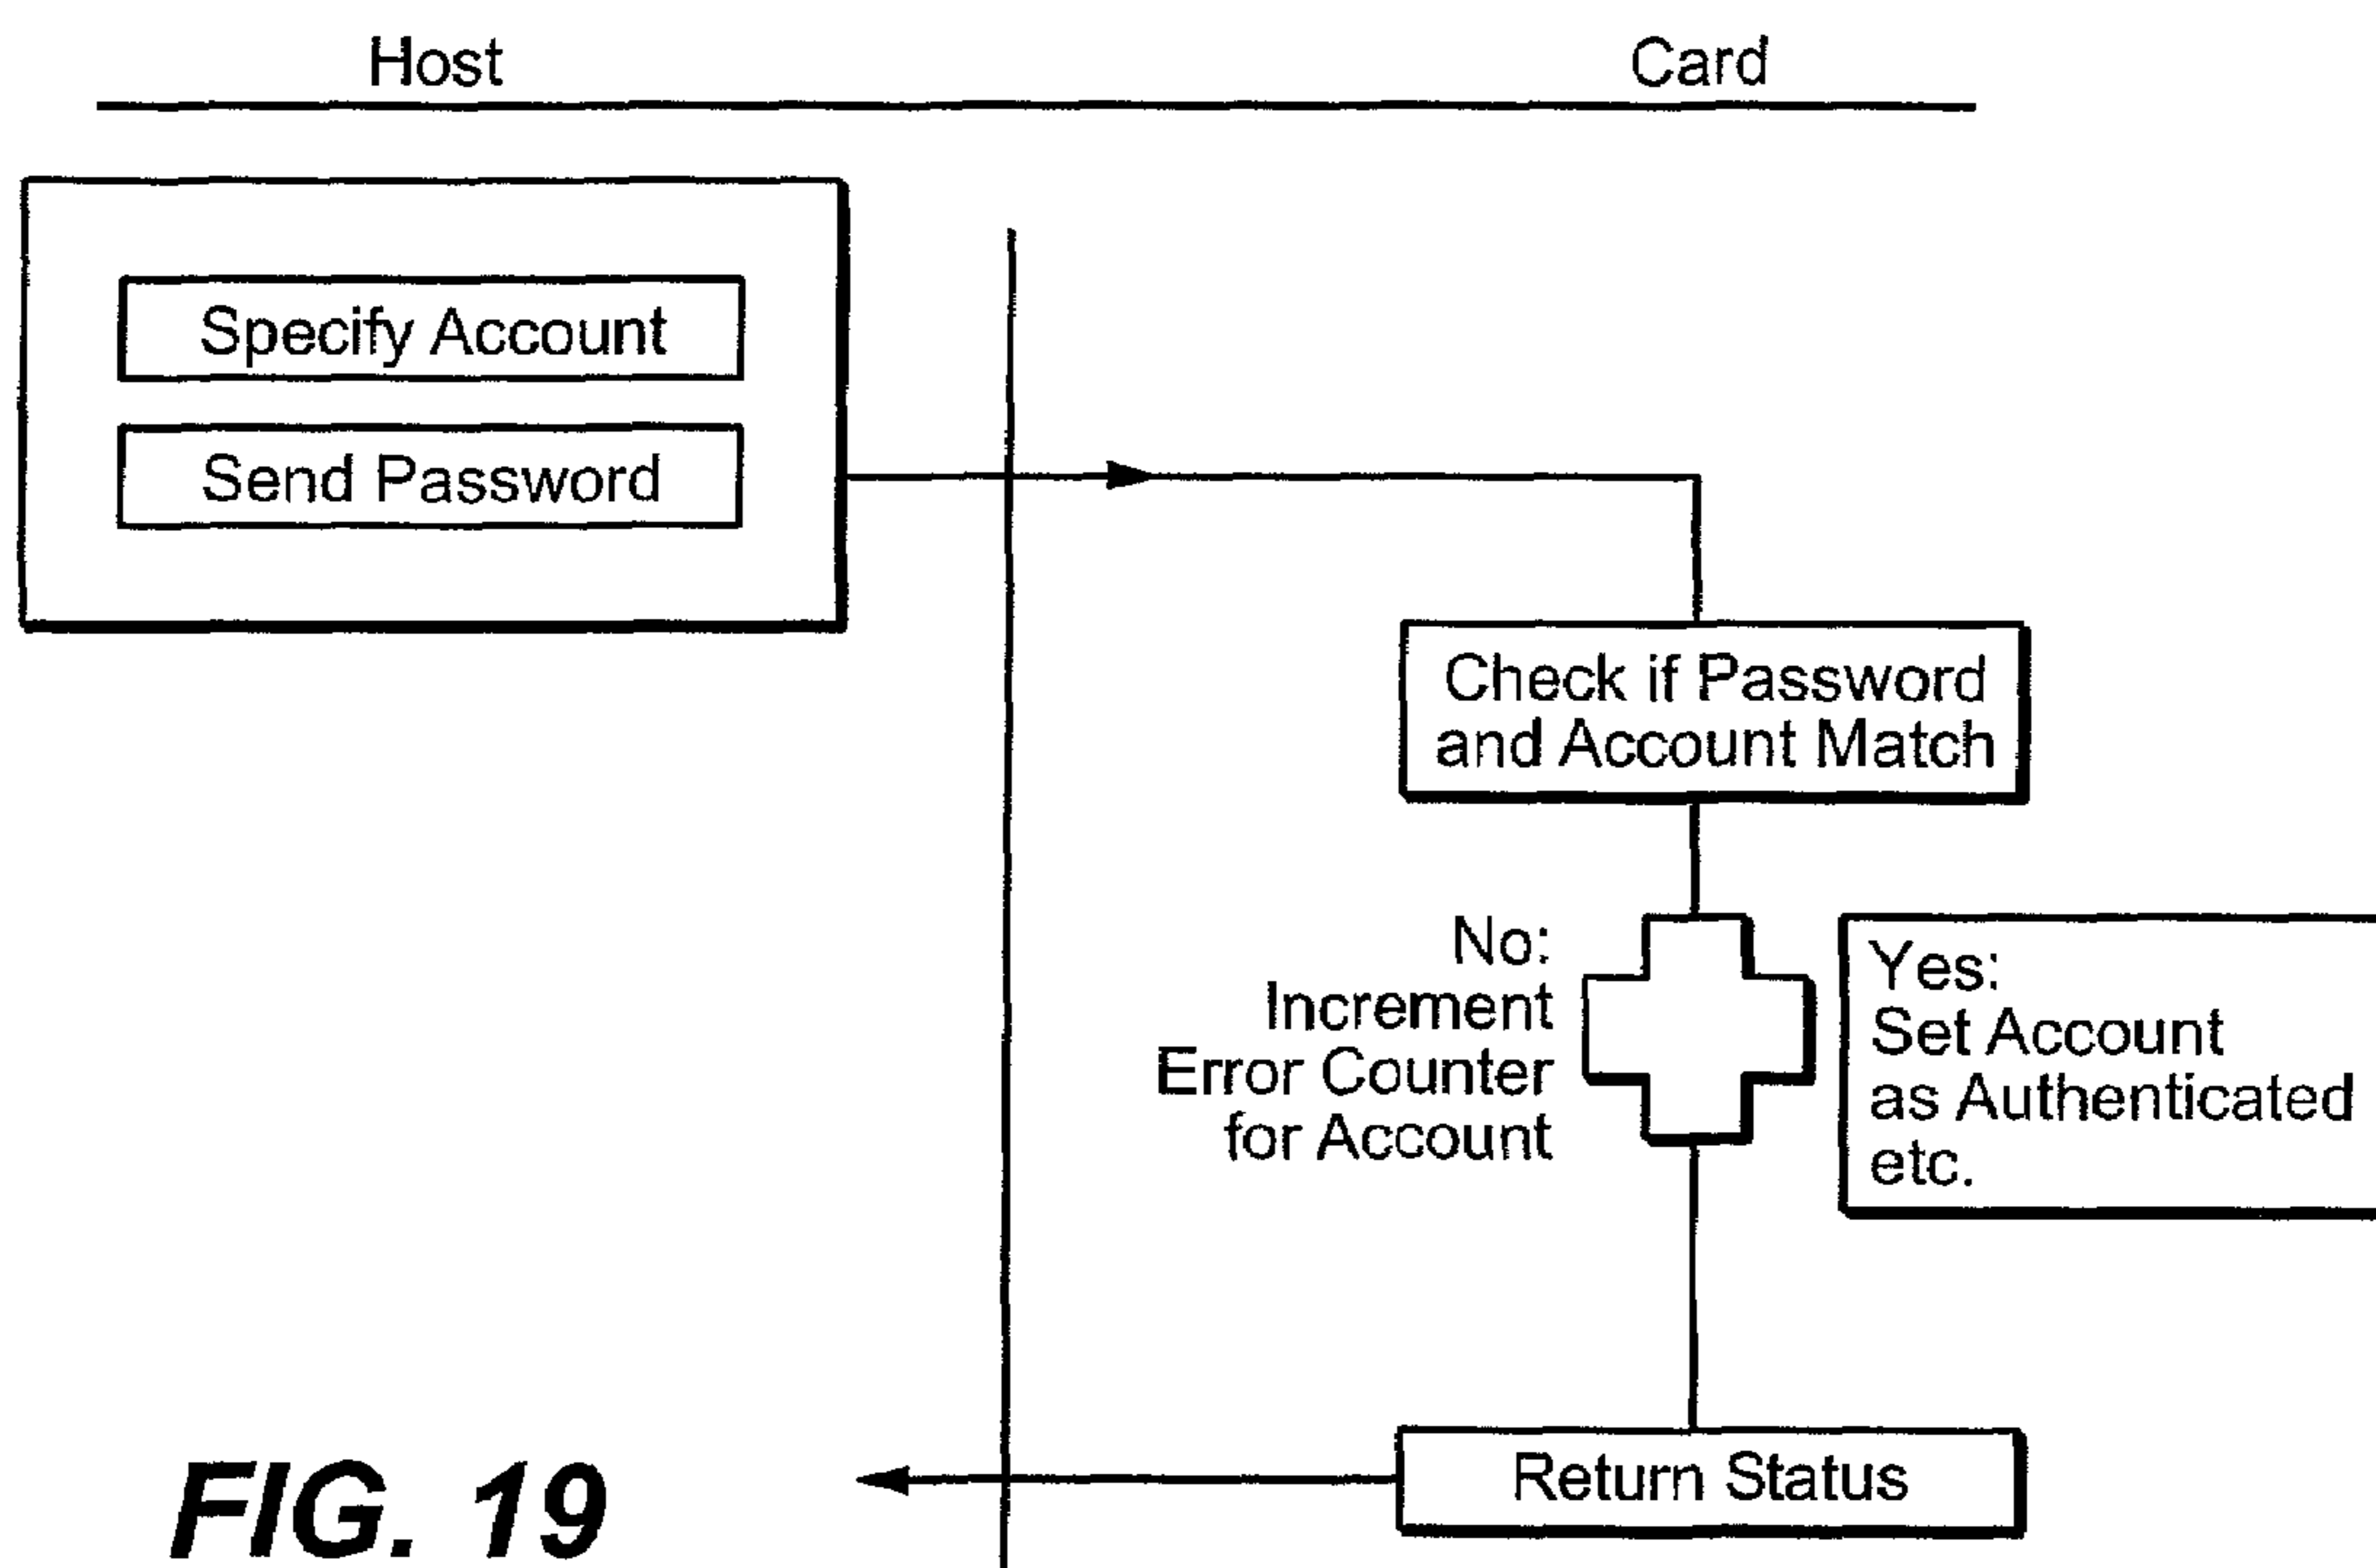 Host
Card
Specify Account
Send Password
Check if Password
and Account Match
No:
Increment
Error Counter
for Account
Yes:
Set Account
as Authenticated
etc.
Return Status
FIG. 19